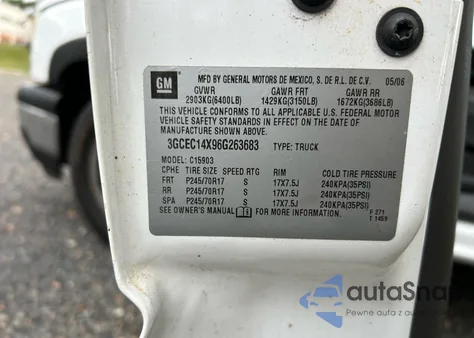 GM
MFD BY GENERAL MOTORS DE MEXICO, S. DE R.L. DE C.V. 05/06
GVWR GAWR FRT GAWR RR
2903KG(6400LB) 1429KG(3150LB) 1672KG(3686LB)
THIS VEHICLE CONFORMS TO ALL APPLICABLE U.S. FEDERAL MOTOR
VEHICLE SAFETY STANDARDS IN EFFECT ON THE DATE OF
MANUFACTURE SHOWN ABOVE.
3GCEC14X96G263683 TYPE: TRUCK
MODEL: C15903
CPHE TIRE SIZE SPEED RTG RIM COLD TIRE PRESSURE
FRT P245/70R17 S 17X7.5J 240KPA(35PSI)
RR P245/70R17 S 17X7.5J 240KPA(35PSI)
SPA P245/70R17 S 17X7.5J 240KPA(35PSI)
SEE OWNER'S MANUAL FOR MORE INFORMATION.
F 271
T 1459
autoSnap
Pewne auta z aukcji